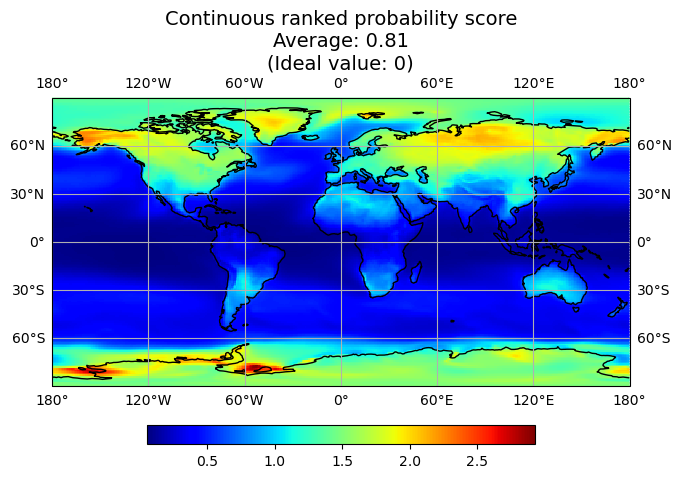 Continuous ranked probability score
Average: 0.81
(Ideal value: 0)
180° 120°W 60°W 0° 60°E 120°E 180°
60°N 60°N
30°N 30°N
0° 0°
30°S 30°S
60°S 60°S
180° 120°W 60°W 0° 60°E 120°E 180°
0.5 1.0 1.5 2.0 2.5